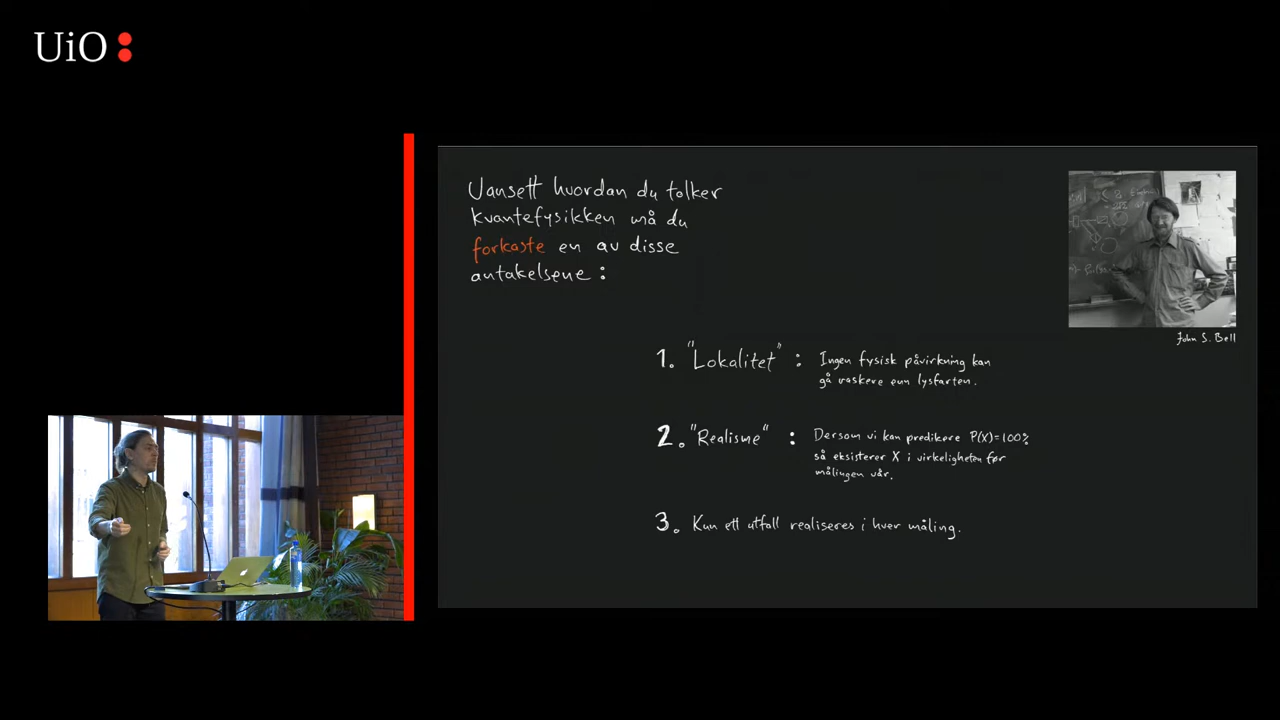 UiO
Uansett hvordan du tolker
kvantefysikken må du
forkaste en av disse
antakelsene :
John S. Bell
1. "Lokalitet" : Ingen fysisk påvirkning kan
gå raskere enn lysfarten.
2. "Realisme" : Dersom vi kan predikere P(X)=100%
så eksisterer X i virkeligheten før
målingen vår.
3. Kun ett utfall realiseres i hver måling.